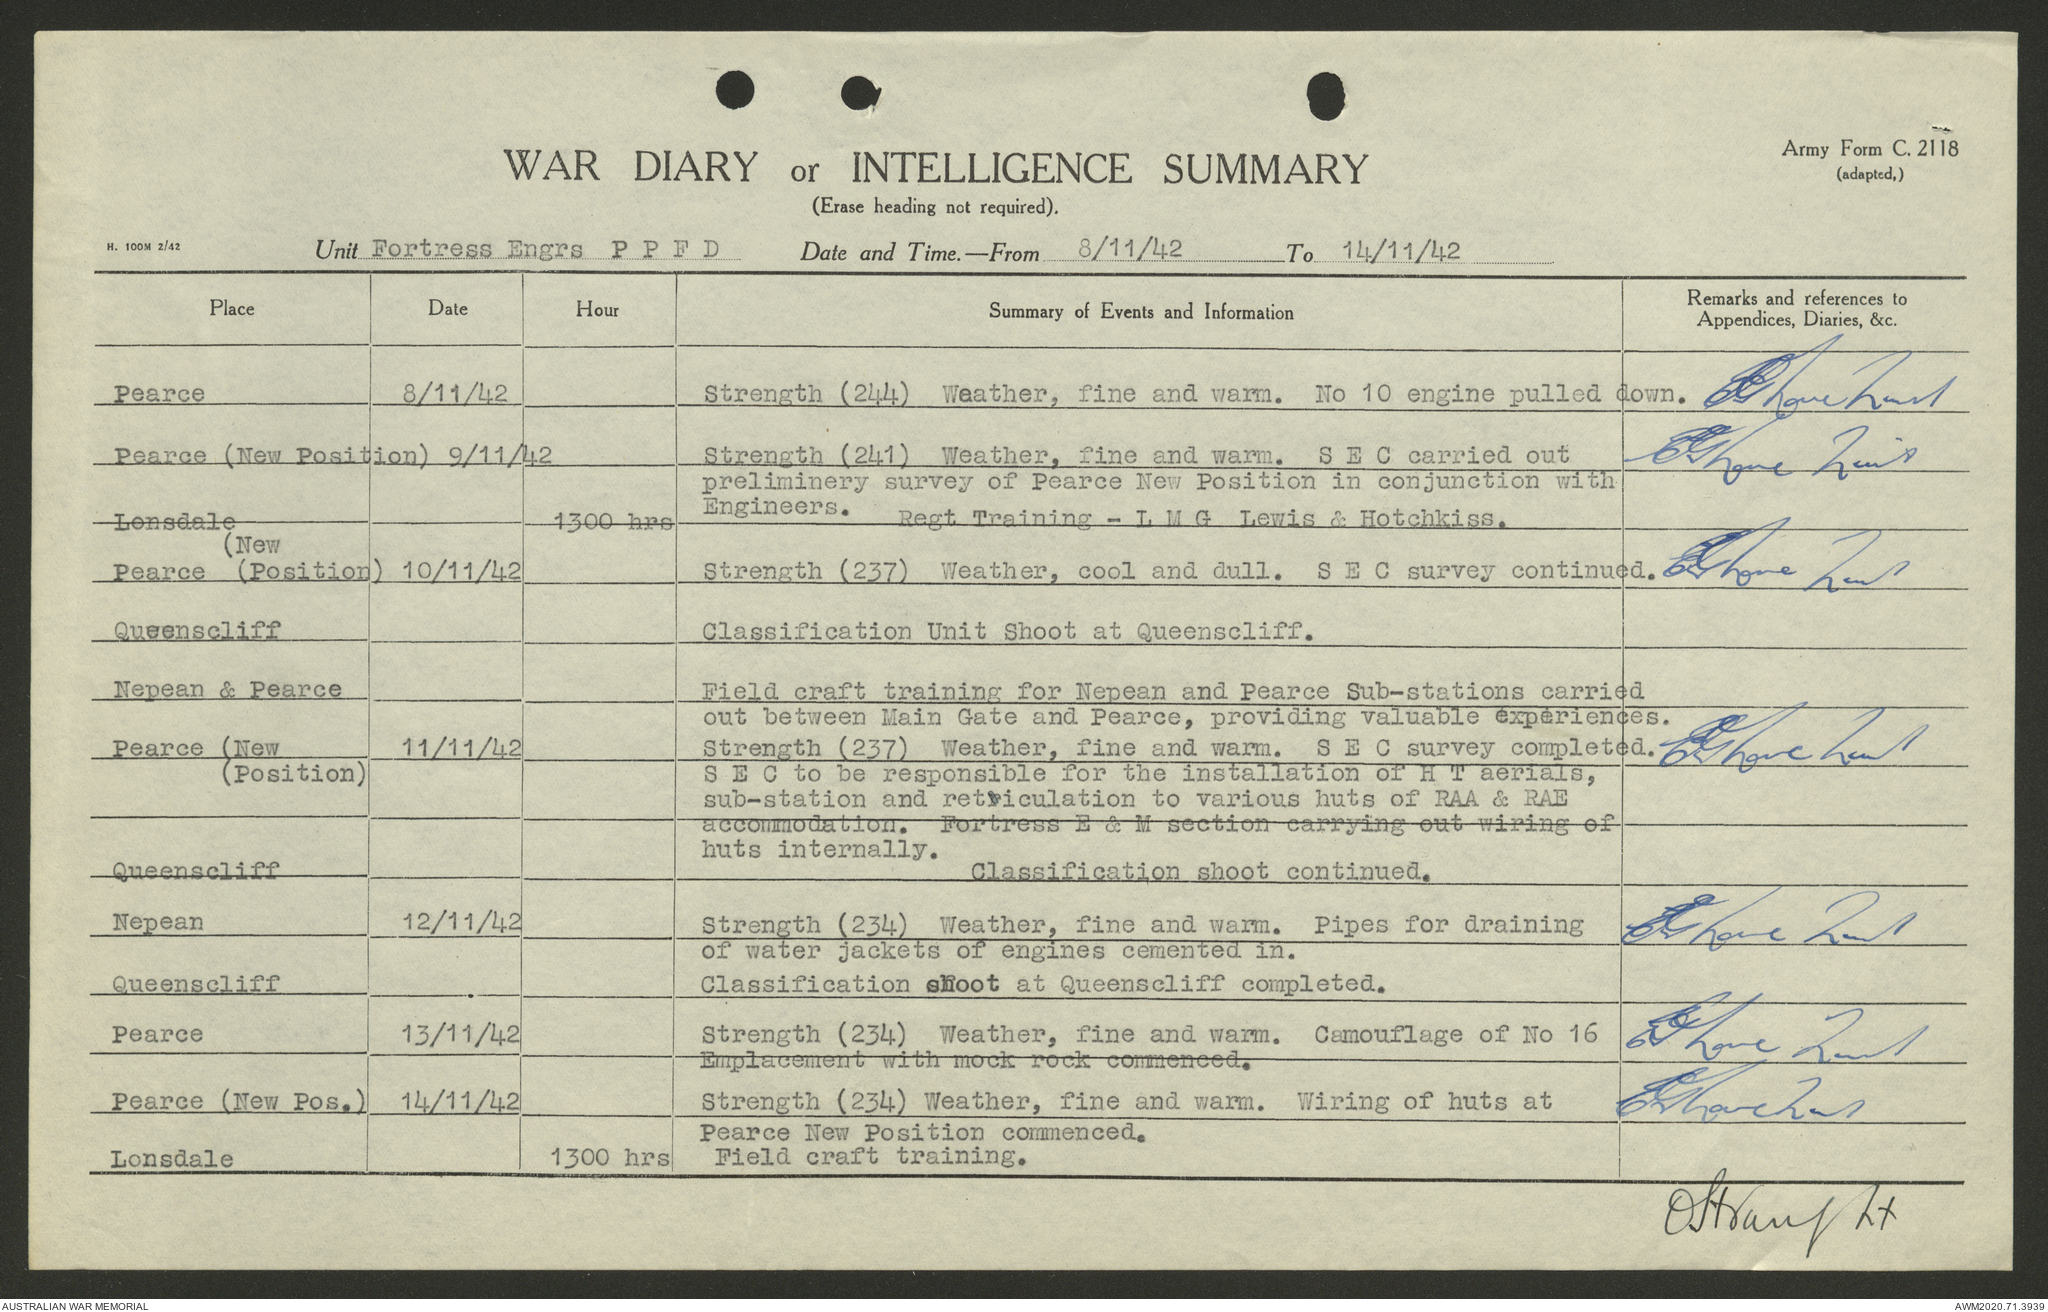 WAR DIARY or INTELLIGENCE SUMMARY
(Erase heading not required).
Army Form C. 2118
(adapted,)
H. 100M 2/42
Unit Fortress Engrs P P F D Date and Time.—From 8/11/42 To 14/11/42
Place Date Hour Summary of Events and Information Remarks and references to
Appendices, Diaries, &c.
Pearce 8/11/42 Strength (244) Weather, fine and warm. No 10 engine pulled down.
Pearce (New Position) 9/11/42 Strength (241) Weather, fine and warm. S E C carried out
preliminery survey of Pearce New Position in conjunction with
Engineers.
Lonsdale 1300 hrs Regt Training - L M G Lewis & Hotchkiss.
(New
Pearce (Position) 10/11/42 Strength (237) Weather, cool and dull. S E C survey continued.
Queenscliff Classification Unit Shoot at Queenscliff.
Nepean & Pearce Field craft training for Nepean and Pearce Sub-stations carried
out between Main Gate and Pearce, providing valuable experiences.
Pearce (New 11/11/42 Strength (237) Weather, fine and warm. S E C survey completed.
(Position) S E C to be responsible for the installation of H T aerials,
sub-station and reticulation to various huts of RAA & RAE
accommodation. Fortress E & M section carrying out wiring of
huts internally.
Queenscliff Classification shoot continued.
Nepean 12/11/42 Strength (234) Weather, fine and warm. Pipes for draining
of water jackets of engines cemented in.
Queenscliff Classification shoot at Queenscliff completed.
Pearce 13/11/42 Strength (234) Weather, fine and warm. Camouflage of No 16
Emplacement with mock rock commenced.
Pearce (New Pos.) 14/11/42 Strength (234) Weather, fine and warm. Wiring of huts at
Pearce New Position commenced.
Lonsdale 1300 hrs Field craft training.
AUSTRALIAN WAR MEMORIAL
AWM2020.71.3939